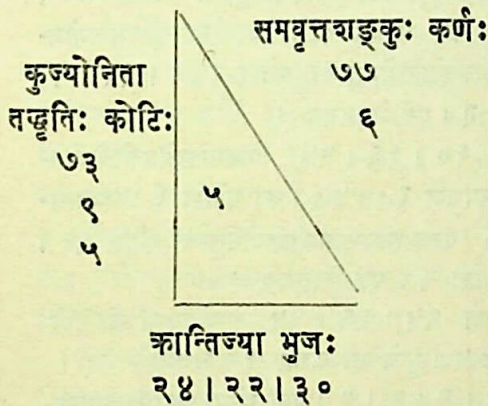 समवृत्तशङ्कुः कर्णः
७७
६
कुज्योनिता
तद्धृतिः कोटिः
७३
९
५
५
क्रान्तिज्या भुजः
२४।२२।३०